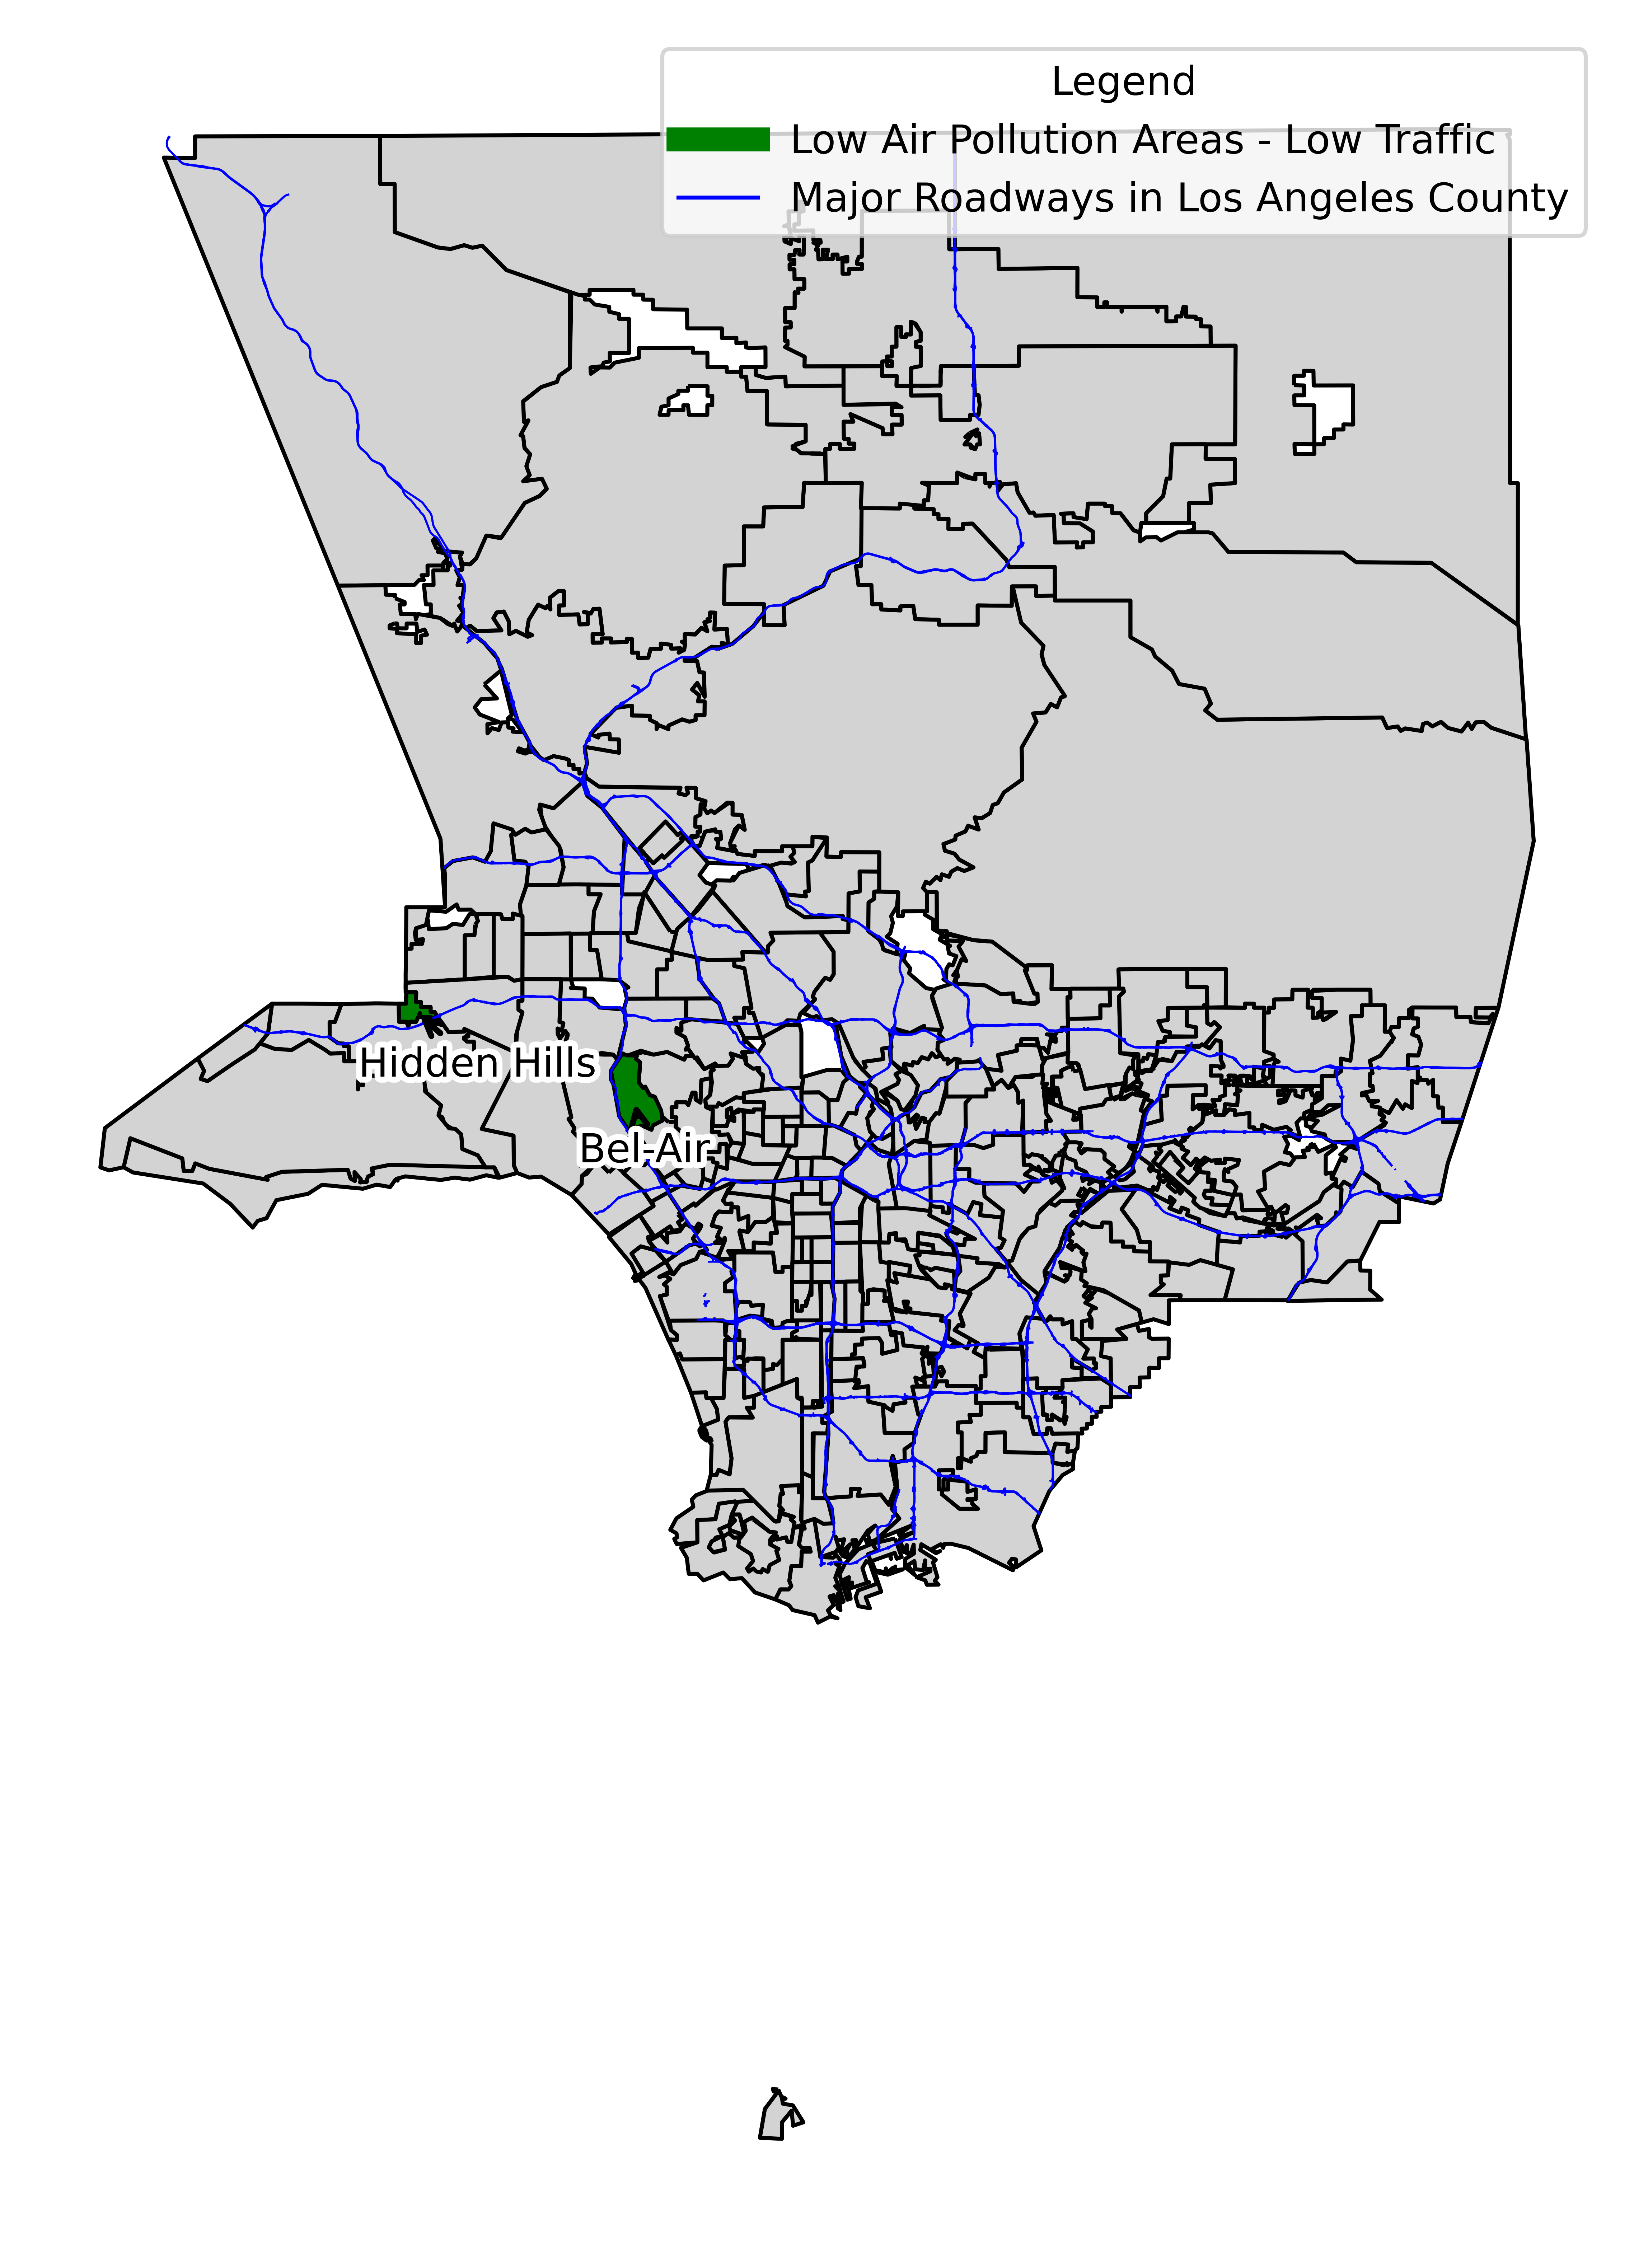 Legend
Low Air Pollution Areas - Low Traffic
Major Roadways in Los Angeles County
Hidden Hills
Bel-Air